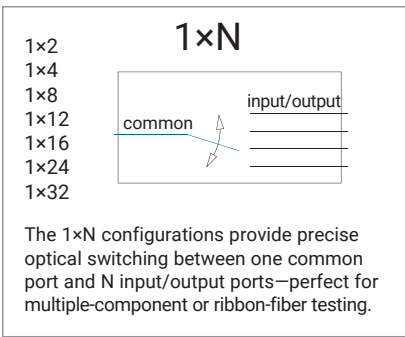 1×N
1×2
1×4
1×8
1×12
1×16
1×24
1×32
input/output
common
The 1×N configurations provide precise
optical switching between one common
port and N input/output ports—perfect for
multiple-component or ribbon-fiber testing.